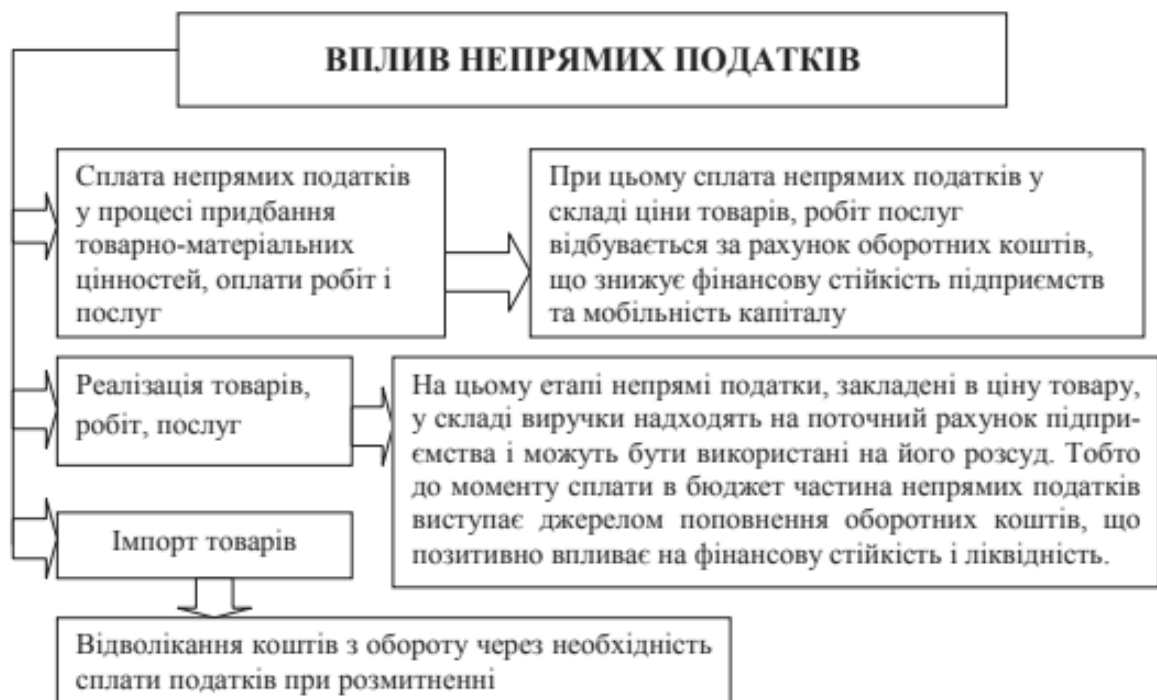 ВПЛИВ НЕПРЯМИХ ПОДАТКІВ
Сплата непрямих податків
у процесі придбання
товарно-матеріальних
цінностей, оплати робіт і
послуг
При цьому сплата непрямих податків у
складі ціни товарів, робіт послуг
відбувається за рахунок оборотних коштів,
що знижує фінансову стійкість підприємств
та мобільність капіталу
Реалізація товарів,
робіт, послуг
На цьому етапі непрямі податки, закладені в ціну товару,
у складі виручки надходять на поточний рахунок підпри-
ємства і можуть бути використані на його розсуд. Тобто
до моменту сплати в бюджет частина непрямих податків
виступає джерелом поповнення оборотних коштів, що
позитивно впливає на фінансову стійкість і ліквідність.
Імпорт товарів
Відволікання коштів з обороту через необхідність
сплати податків при розмитненні